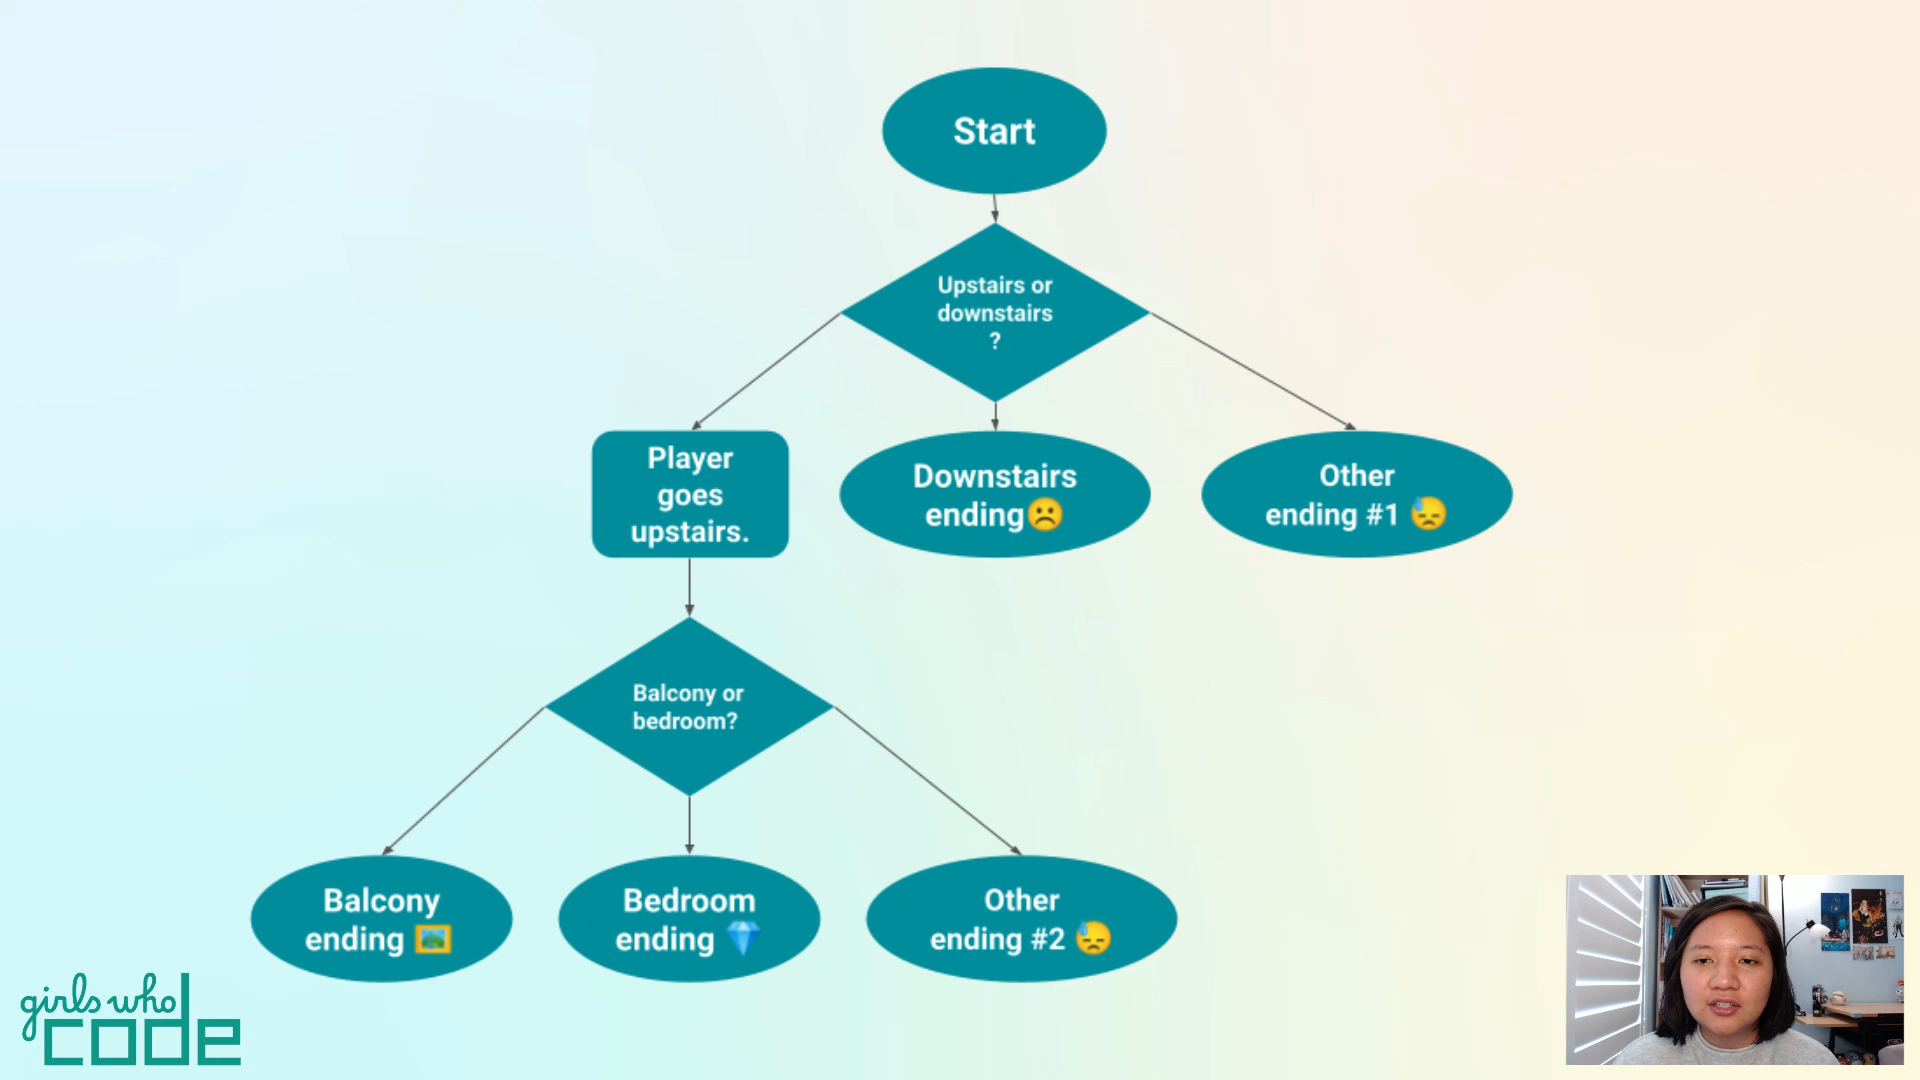 Start
Upstairs or
downstairs
?
Player
goes
upstairs.
Downstairs
ending☹️
Other
ending #1 😓
Balcony or
bedroom?
Balcony
ending 🖼️
Bedroom
ending 💎
Other
ending #2 😓
girls who
code